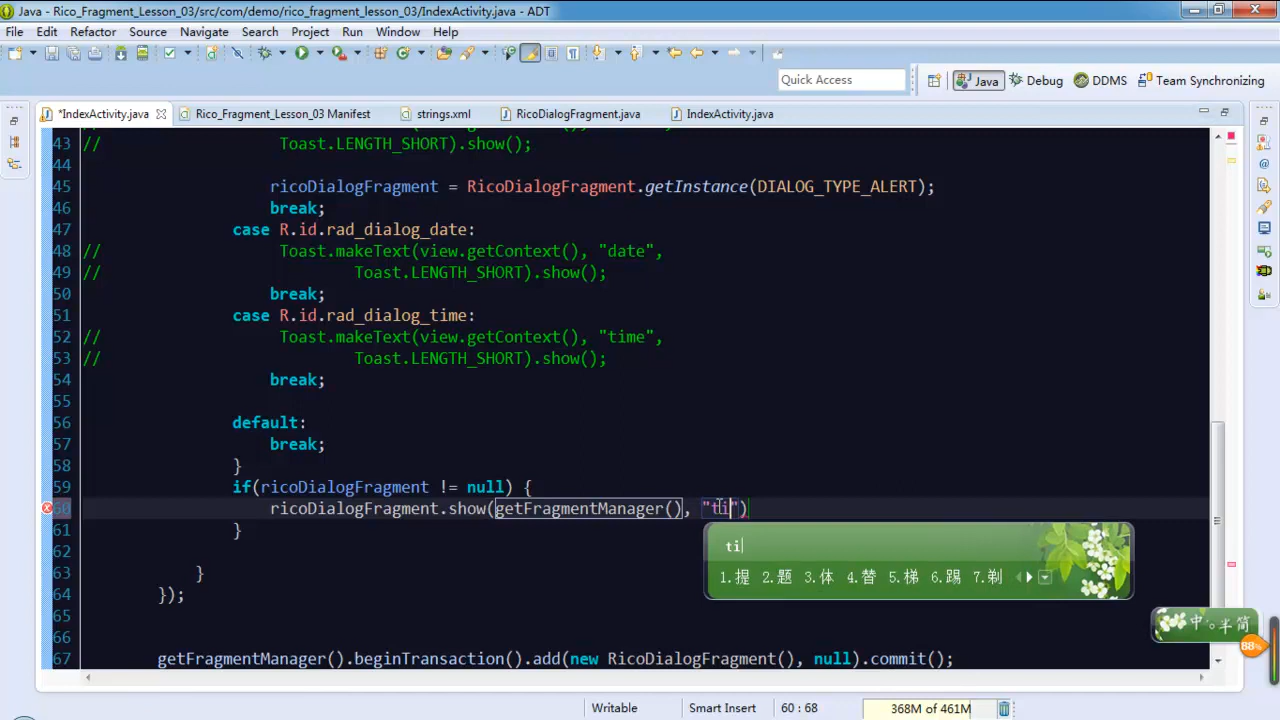 Java - Rico_Fragment_Lesson_03/src/com/demo/rico_fragment_lesson_03/IndexActivity.java - ADT
File Edit Refactor Source Navigate Search Project Run Window Help
Quick Access
Java Debug DDMS Team Synchronizing
*IndexActivity.java Rico_Fragment_Lesson_03 Manifest strings.xml RicoDialogFragment.java IndexActivity.java
43 // Toast.LENGTH_SHORT).show();
44
45 ricoDialogFragment = RicoDialogFragment.getInstance(DIALOG_TYPE_ALERT);
46 break;
47 case R.id.rad_dialog_date:
48 // Toast.makeText(view.getContext(), "date",
49 // Toast.LENGTH_SHORT).show();
50 break;
51 case R.id.rad_dialog_time:
52 // Toast.makeText(view.getContext(), "time",
53 // Toast.LENGTH_SHORT).show();
54 break;
55
56 default:
57 break;
58 }
59 if(ricoDialogFragment != null) {
60 ricoDialogFragment.show(getFragmentManager(), "ti")
61 }
62
ti
1.提 2.题 3.体 4.替 5.梯 6.踢 7.剃
63 }
64 });
65
66
中 半 简
88%
67 getFragmentManager().beginTransaction().add(new RicoDialogFragment(), null).commit();
Writable Smart Insert 60 : 68 368M of 461M